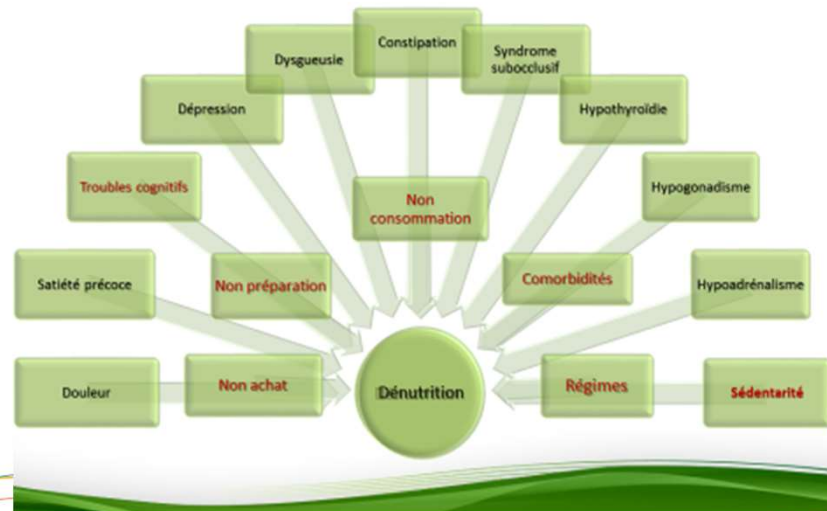 Constipation
Dysgueusie
Syndrome
subocclusif
Dépression
Hypothyroïdie
Troubles cognitifs
Non
consommation
Hypogonadisme
Satiété précoce
Non préparation
Comorbidités
Hypoadrénalisme
Douleur
Non achat
Dénutrition
Régimes
Sédentarité